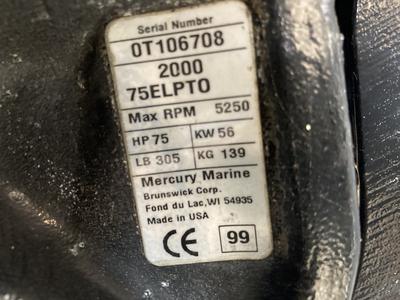 Serial Number
0T106708
2000
75ELPTO
Max RPM 5250
HP 75 KW 56
LB 305 KG 139
Mercury Marine
Brunswick Corp.
Fond du Lac, WI 54935
Made in USA
CE 99